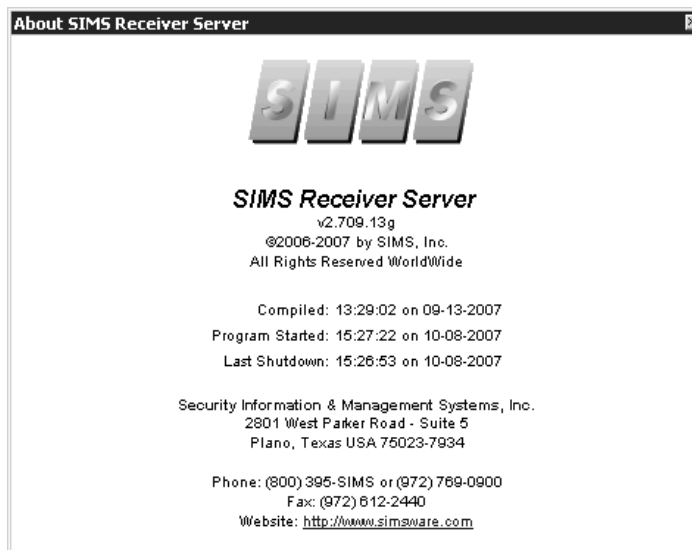 About SIMS Receiver Server
SIMS
SIMS Receiver Server
v2.709.13g
©2006-2007 by SIMS, Inc.
All Rights Reserved WorldWide
Compiled: 13:29:02 on 09-13-2007
Program Started: 15:27:22 on 10-08-2007
Last Shutdown: 15:26:53 on 10-08-2007
Security Information & Management Systems, Inc.
2801 West Parker Road - Suite 5
Plano, Texas USA 75023-7934
Phone: (800) 395-SIMS or (972) 769-0900
Fax: (972) 612-2440
Website: http://www.simsware.com